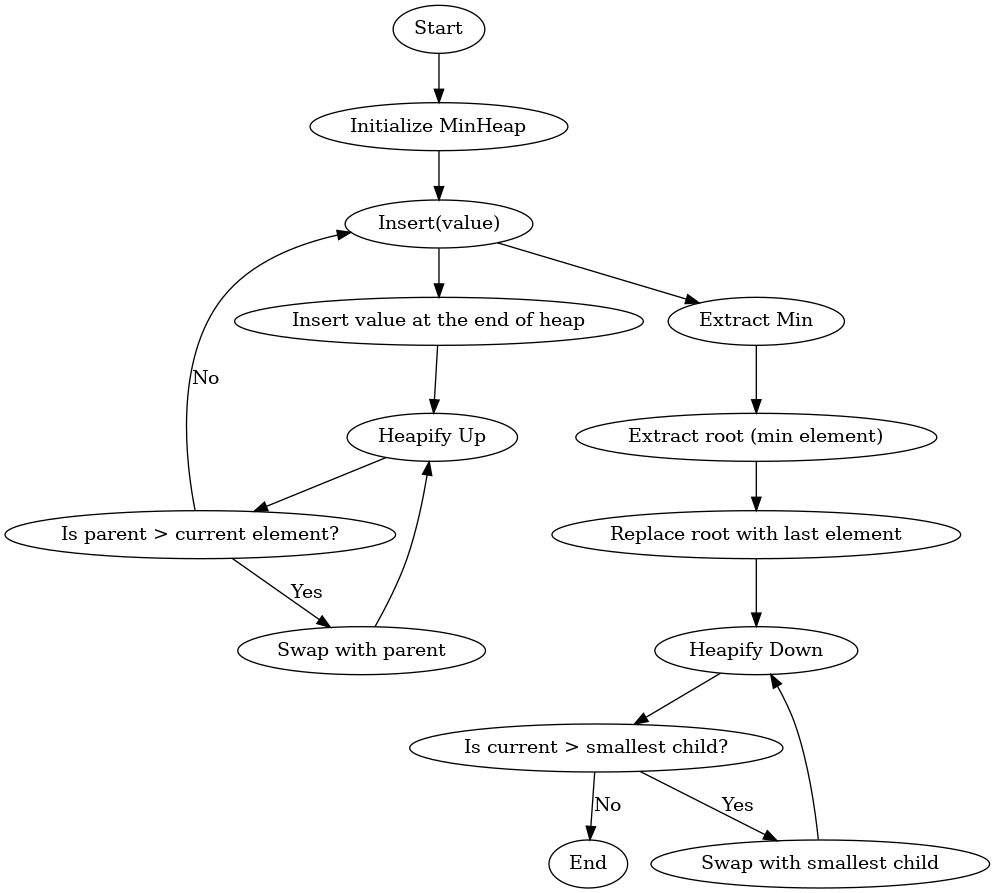 Start
Initialize MinHeap
Insert(value)
Insert value at the end of heap
Extract Min
No
Heapify Up
Extract root (min element)
Is parent > current element?
Replace root with last element
Yes
Swap with parent
Heapify Down
Is current > smallest child?
No
Yes
End
Swap with smallest child